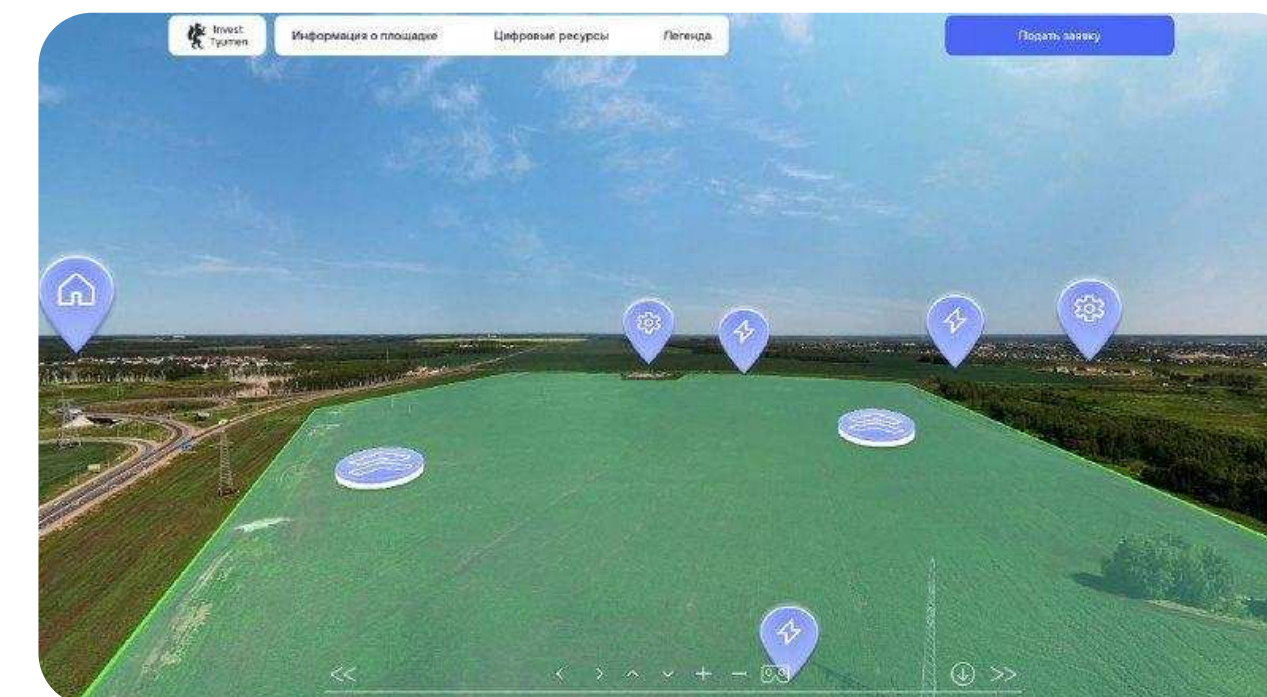 Invest
Tyumen
Информация о площадке
Цифровые ресурсы
Легенда
Подать заявку